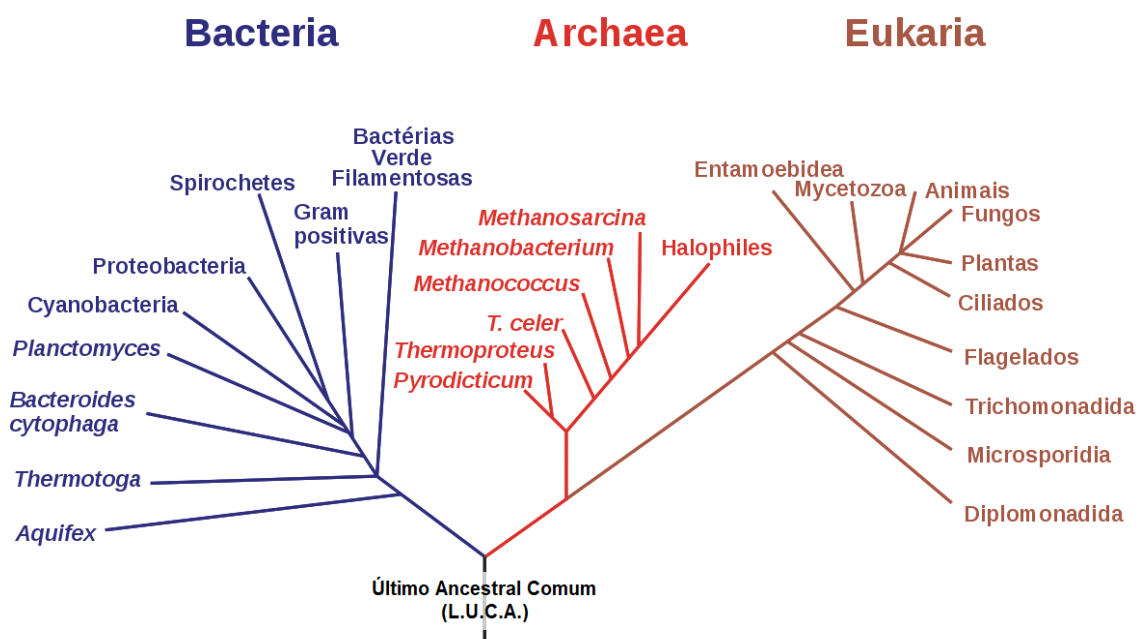 Bacteria
Archaea
Eukaria
Bactérias
Verde
Filamentosas
Spirochetes
Gram
positivas
Proteobacteria
Cyanobacteria
Planctomyces
Bacteroides
cytophaga
Thermotoga
Aquifex
Methanosarcina
Methanobacterium
Halophiles
Methanococcus
T. celer
Thermoproteus
Pyrodicticum
Entamoebidea
Mycetozoa
Animais
Fungos
Plantas
Ciliados
Flagelados
Trichomonadida
Microsporidia
Diplomonadida
Último Ancestral Comum
(L.U.C.A.)